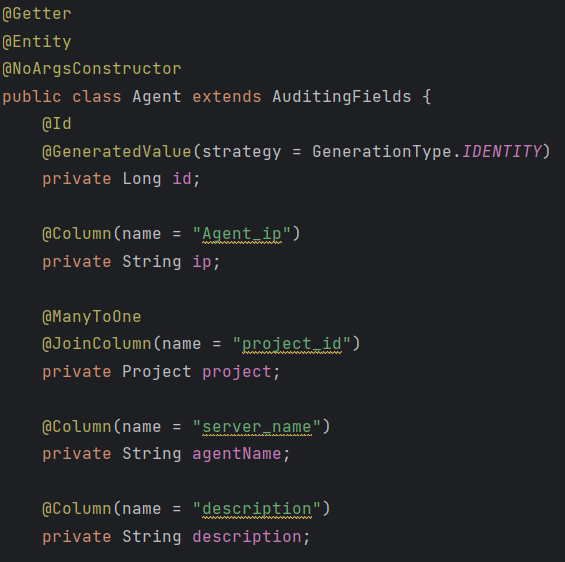 @Getter
@Entity
@NoArgsConstructor
public class Agent extends AuditingFields {
@Id
@GeneratedValue(strategy = GenerationType.IDENTITY)
private Long id;
@Column(name = "Agent_ip")
private String ip;
@ManyToOne
@JoinColumn(name = "project_id")
private Project project;
@Column(name = "server_name")
private String agentName;
@Column(name = "description")
private String description;